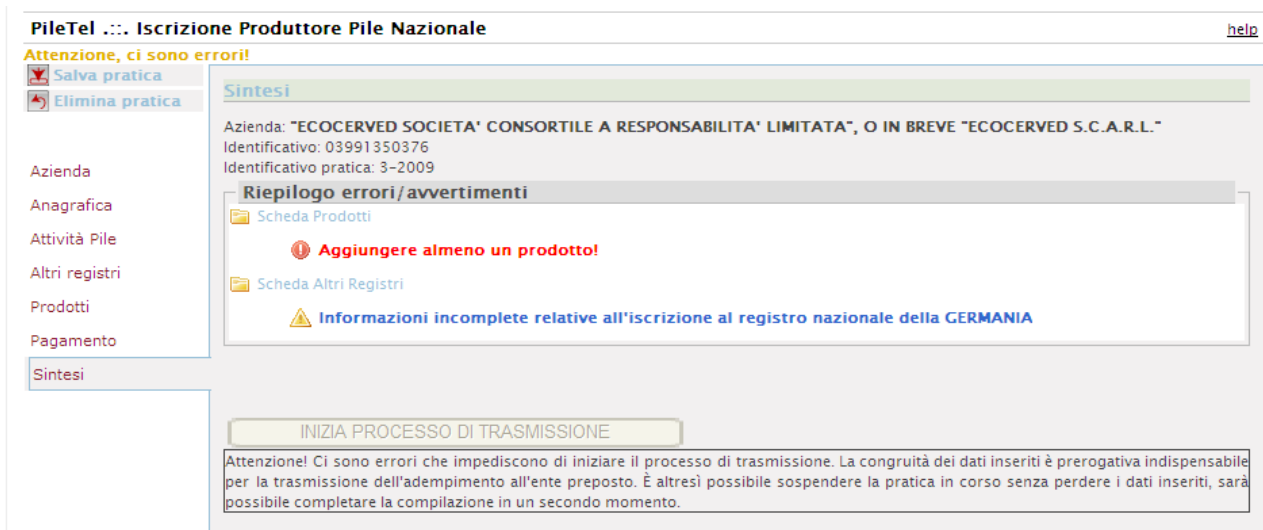 PileTel .::. Iscrizione Produttore Pile Nazionale
help
Attenzione, ci sono errori!
Salva pratica
Elimina pratica
Azienda
Anagrafica
Attività Pile
Altri registri
Prodotti
Pagamento
Sintesi
Sintesi
Azienda: "ECOCERVED SOCIETA' CONSORTILE A RESPONSABILITA' LIMITATA", O IN BREVE "ECOCERVED S.C.A.R.L."
Identificativo: 03991350376
Identificativo pratica: 3-2009
Riepilogo errori/avvertimenti
Scheda Prodotti
Aggiungere almeno un prodotto!
Scheda Altri Registri
Informazioni incomplete relative all'iscrizione al registro nazionale della GERMANIA
INIZIA PROCESSO DI TRASMISSIONE
Attenzione! Ci sono errori che impediscono di iniziare il processo di trasmissione. La congruità dei dati inseriti è prerogativa indispensabile
per la trasmissione dell'adempimento all'ente preposto. È altresì possibile sospendere la pratica in corso senza perdere i dati inseriti, sarà
possibile completare la compilazione in un secondo momento.